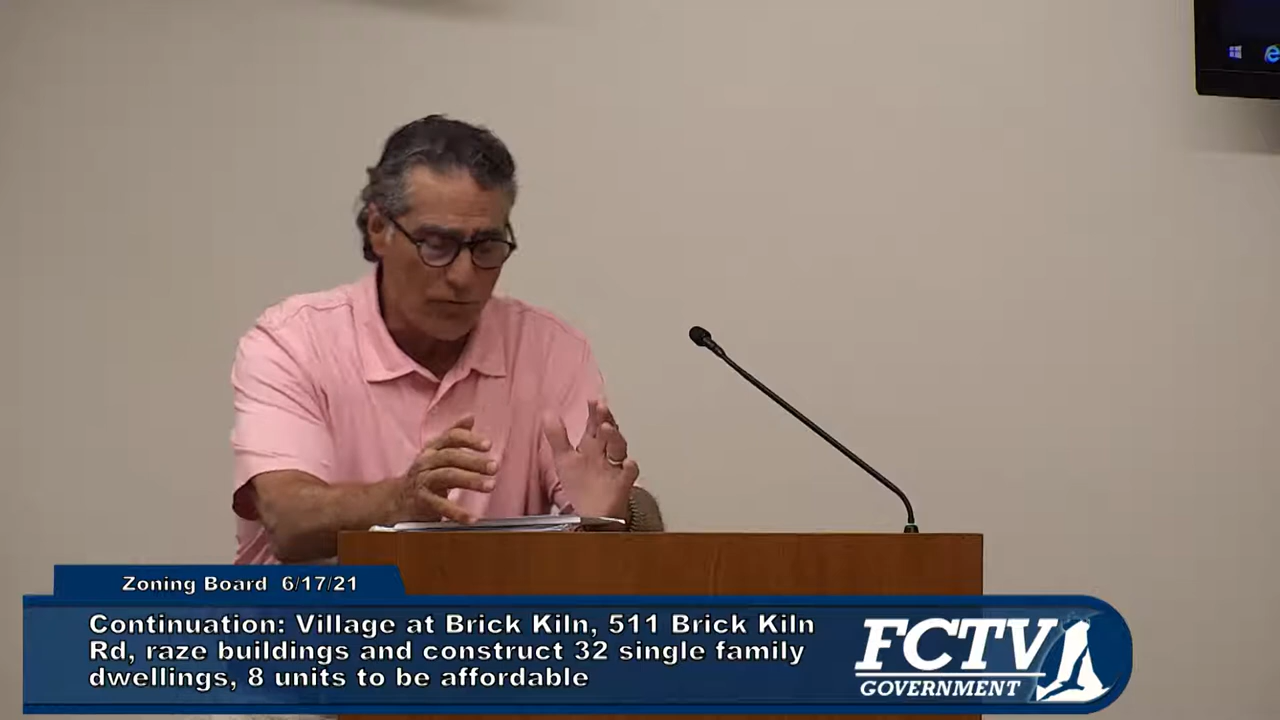 Zoning Board 6/17/21
Continuation: Village at Brick Kiln, 511 Brick Kiln
Rd, raze buildings and construct 32 single family
dwellings, 8 units to be affordable
FCTV
GOVERNMENT